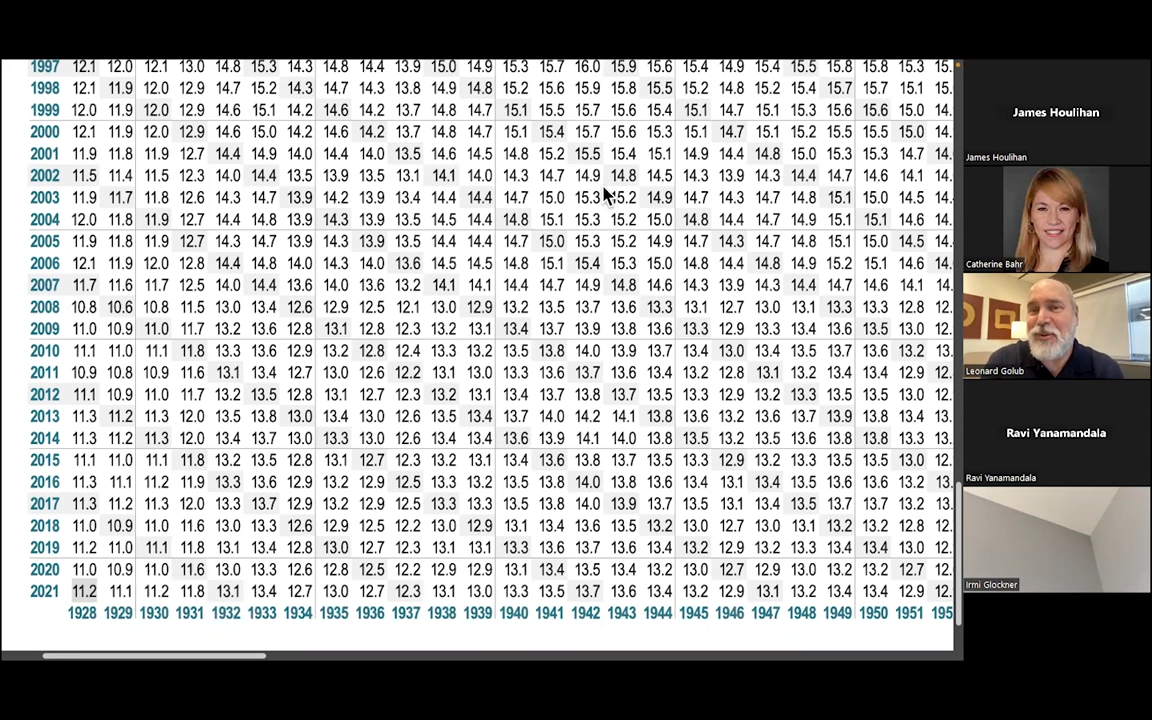 1997 12.1 12.0 12.1 13.0 14.8 15.3 14.3 14.8 14.4 13.9 15.0 14.9 15.3 15.7 16.0 15.9 15.6 15.4 14.9 15.4 15.5 15.8 15.3 15.
1998 12.1 11.9 12.0 12.9 14.7 15.2 14.3 14.7 14.3 13.8 14.9 14.8 15.2 15.6 15.9 15.8 15.5 15.2 14.8 15.2 15.4 15.7 15.7 15.1 15.
1999 12.0 11.9 12.0 12.9 14.6 15.1 14.2 14.6 14.2 13.7 14.8 14.7 15.1 15.5 15.7 15.6 15.4 15.1 14.7 15.1 15.3 15.6 15.6 15.0 14.
2000 12.1 11.9 12.0 12.9 14.6 15.0 14.2 14.6 14.2 13.7 14.8 14.7 15.1 15.4 15.7 15.6 15.3 15.1 14.7 15.1 15.2 15.5 15.5 15.0 14.
2001 11.9 11.8 11.9 12.7 14.4 14.9 14.0 14.4 14.0 13.5 14.6 14.5 14.8 15.2 15.5 15.4 15.1 14.9 14.4 14.8 15.0 15.3 15.3 14.7 14.
2002 11.5 11.4 11.5 12.3 14.0 14.4 13.5 13.9 13.5 13.1 14.1 14.0 14.3 14.7 14.9 14.8 14.5 14.3 13.9 14.3 14.4 14.7 14.6 14.1 14.
2003 11.9 11.7 11.8 12.6 14.3 14.7 13.9 14.2 13.9 13.4 14.4 14.4 14.7 15.0 15.3 15.2 14.9 14.7 14.3 14.7 14.8 15.1 15.0 14.5 14.
2004 12.0 11.8 11.9 12.7 14.4 14.8 13.9 14.3 13.9 13.5 14.5 14.4 14.8 15.1 15.3 15.2 15.0 14.8 14.4 14.7 14.9 15.1 15.1 14.6 14.
2005 11.9 11.8 11.9 12.7 14.3 14.7 13.9 14.3 13.9 13.5 14.4 14.4 14.7 15.0 15.3 15.2 14.9 14.7 14.3 14.7 14.8 15.1 15.0 14.5 14.
2006 12.1 11.9 12.0 12.8 14.4 14.8 14.0 14.3 14.0 13.6 14.5 14.5 14.8 15.1 15.4 15.3 15.0 14.8 14.4 14.8 14.9 15.2 15.1 14.6 14.
2007 11.7 11.6 11.7 12.5 14.0 14.4 13.6 14.0 13.6 13.2 14.1 14.1 14.4 14.7 14.9 14.8 14.6 14.3 13.9 14.3 14.4 14.7 14.6 14.1 14.
2008 10.8 10.6 10.8 11.5 13.0 13.4 12.6 12.9 12.5 12.1 13.0 12.9 13.2 13.5 13.7 13.6 13.3 13.1 12.7 13.0 13.1 13.3 13.3 12.8 12.
2009 11.0 10.9 11.0 11.7 13.2 13.6 12.8 13.1 12.8 12.3 13.2 13.1 13.4 13.7 13.9 13.8 13.6 13.3 12.9 13.3 13.4 13.6 13.5 13.0 12.
2010 11.1 11.0 11.1 11.8 13.3 13.6 12.9 13.2 12.8 12.4 13.3 13.2 13.5 13.8 14.0 13.9 13.7 13.4 13.0 13.4 13.5 13.7 13.6 13.2 13.
2011 10.9 10.8 10.9 11.6 13.1 13.4 12.7 13.0 12.6 12.2 13.1 13.0 13.3 13.6 13.7 13.6 13.4 13.2 12.8 13.1 13.2 13.4 13.4 12.9 12.
2012 11.1 10.9 11.0 11.7 13.2 13.5 12.8 13.1 12.7 12.3 13.2 13.1 13.4 13.7 13.8 13.7 13.5 13.3 12.9 13.2 13.3 13.5 13.5 13.0 12.
2013 11.3 11.2 11.3 12.0 13.5 13.8 13.0 13.4 13.0 12.6 13.5 13.4 13.7 14.0 14.2 14.1 13.8 13.6 13.2 13.6 13.7 13.9 13.8 13.4 13.
2014 11.3 11.2 11.3 12.0 13.4 13.7 13.0 13.3 13.0 12.6 13.4 13.4 13.6 13.9 14.1 14.0 13.8 13.5 13.2 13.5 13.6 13.8 13.8 13.3 13.
2015 11.1 11.0 11.1 11.8 13.2 13.5 12.8 13.1 12.7 12.3 13.2 13.1 13.4 13.6 13.8 13.7 13.5 13.3 12.9 13.2 13.3 13.5 13.5 13.0 12.
2016 11.3 11.1 11.2 11.9 13.3 13.6 12.9 13.2 12.9 12.5 13.3 13.2 13.5 13.8 14.0 13.8 13.6 13.4 13.1 13.4 13.5 13.6 13.6 13.2 13.
2017 11.3 11.2 11.3 12.0 13.3 13.7 12.9 13.2 12.9 12.5 13.3 13.3 13.5 13.8 14.0 13.9 13.7 13.5 13.1 13.4 13.5 13.7 13.7 13.2 13.
2018 11.0 10.9 11.0 11.6 13.0 13.3 12.6 12.9 12.5 12.2 13.0 12.9 13.1 13.4 13.6 13.5 13.2 13.0 12.7 13.0 13.1 13.2 13.2 12.8 12.
2019 11.2 11.0 11.1 11.8 13.1 13.4 12.8 13.0 12.7 12.3 13.1 13.1 13.3 13.6 13.7 13.6 13.4 13.2 12.9 13.2 13.3 13.4 13.4 13.0 12.
2020 11.0 10.9 11.0 11.6 13.0 13.3 12.6 12.8 12.5 12.2 12.9 12.9 13.1 13.4 13.5 13.4 13.2 13.0 12.7 12.9 13.0 13.2 13.2 12.7 12.
2021 11.2 11.1 11.2 11.8 13.1 13.4 12.7 13.0 12.7 12.3 13.1 13.0 13.3 13.5 13.7 13.6 13.4 13.2 12.9 13.1 13.2 13.4 13.4 12.9 12.
1928 1929 1930 1931 1932 1933 1934 1935 1936 1937 1938 1939 1940 1941 1942 1943 1944 1945 1946 1947 1948 1949 1950 1951 195
James Houlihan
James Houlihan
Catherine Bahr
Leonard Golub
Ravi Yanamandala
Ravi Yanamandala
Irmi Glockner